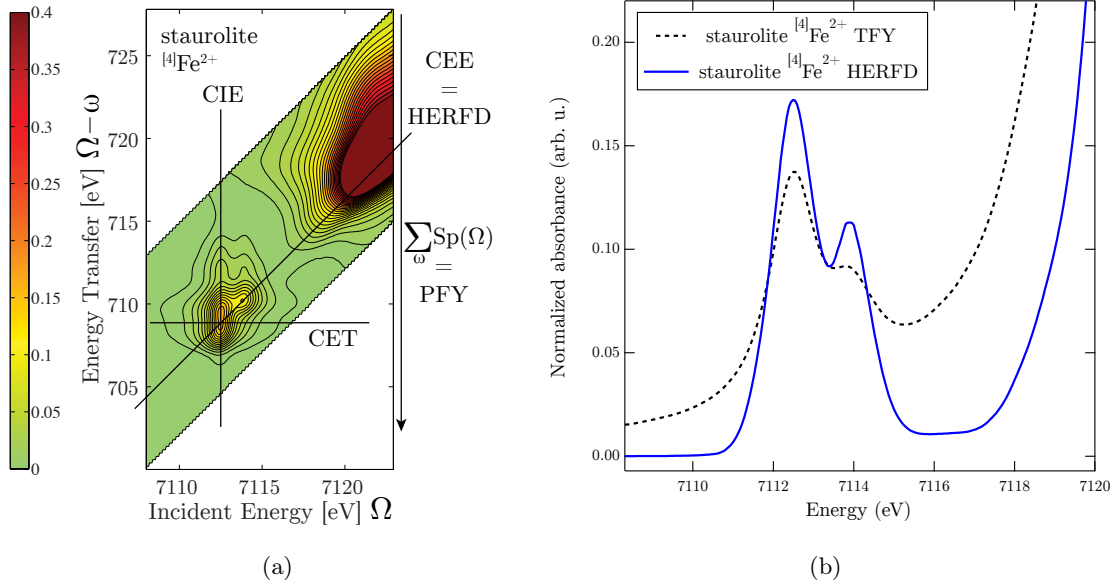 0.4
0.35
0.3
0.25
0.2
0.15
0.1
0.05
0
Energy Transfer [eV] Ω−ω
725
720
715
710
705
staurolite
[4]Fe2+
CIE
CEE
=
HERFD
∑ω Sp(Ω)
=
PFY
CET
7110 7115 7120
Incident Energy [eV] Ω
(a)
Normalized absorbance (arb. u.)
0.20
0.15
0.10
0.05
0.00
staurolite [4]Fe2+ TFY
staurolite [4]Fe2+ HERFD
7110 7112 7114 7116 7118 7120
Energy (eV)
(b)